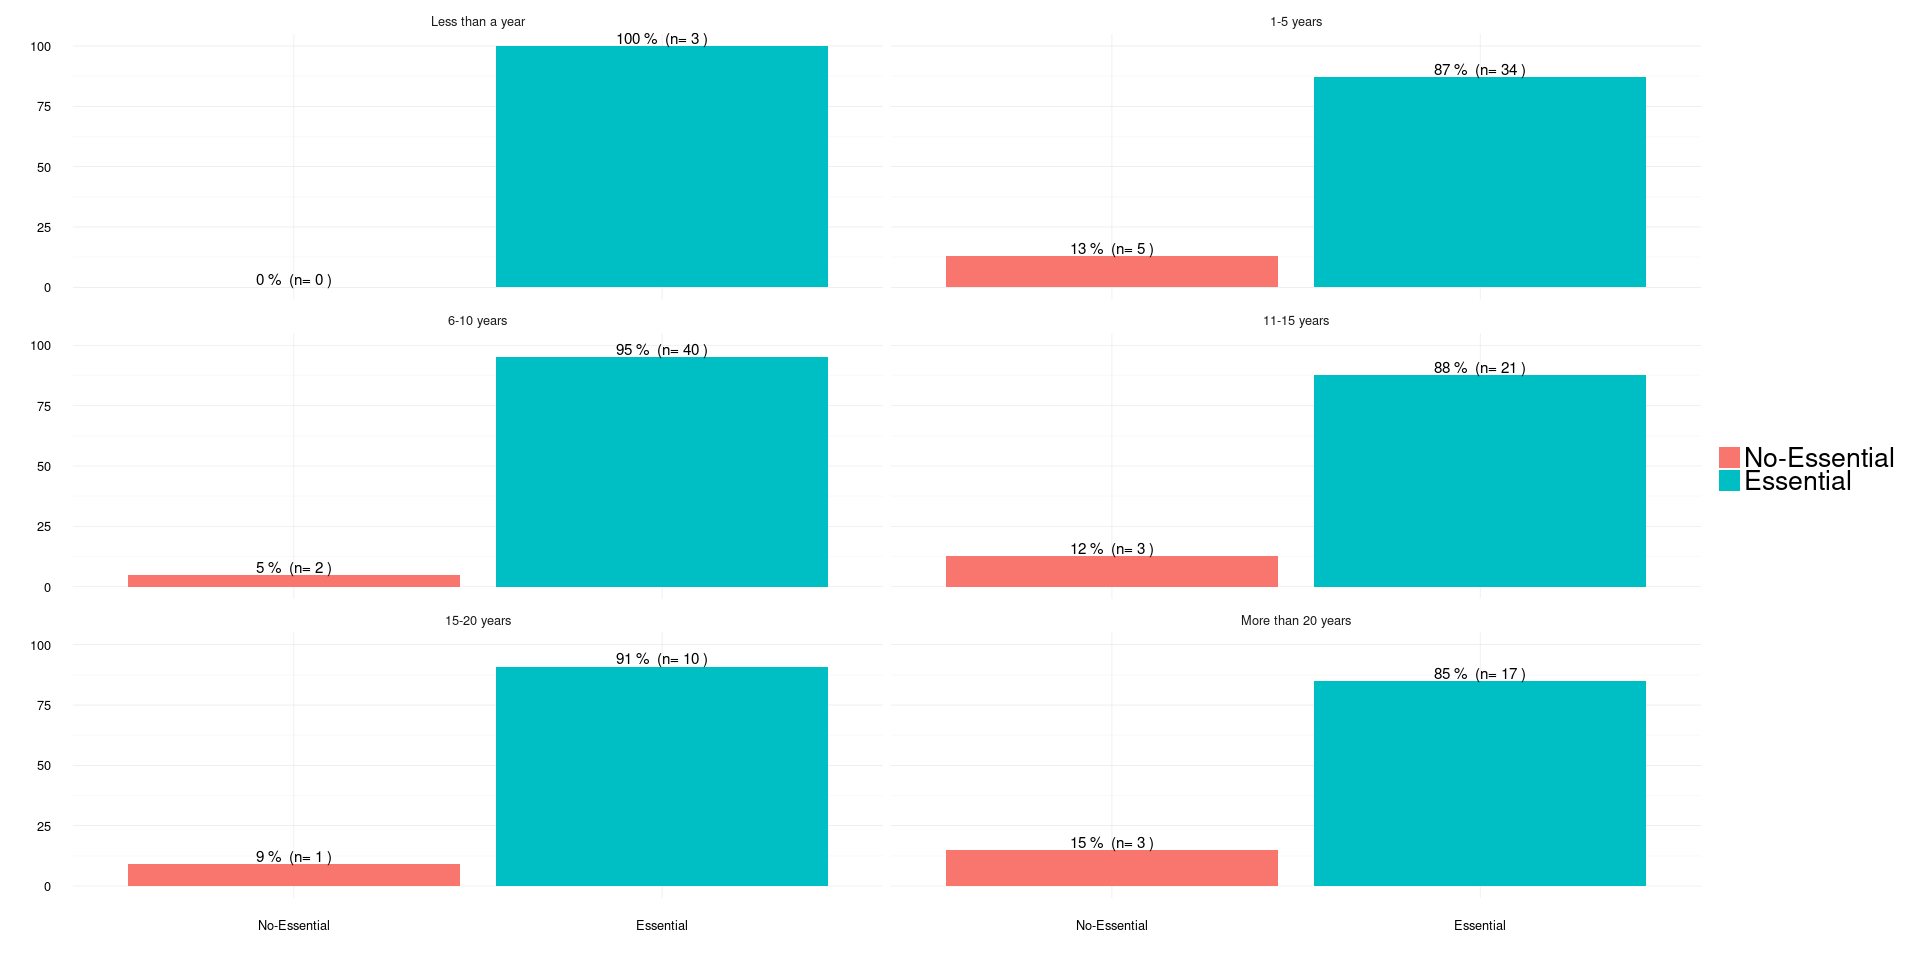 Less than a year
1-5 years
100
75
50
25
0
0 % (n= 0 )
100 % (n= 3 )
13 % (n= 5 )
87 % (n= 34 )
6-10 years
11-15 years
100
75
50
25
0
5 % (n= 2 )
95 % (n= 40 )
12 % (n= 3 )
88 % (n= 21 )
No-Essential
Essential
15-20 years
More than 20 years
100
75
50
25
0
9 % (n= 1 )
91 % (n= 10 )
15 % (n= 3 )
85 % (n= 17 )
No-Essential
Essential
No-Essential
Essential